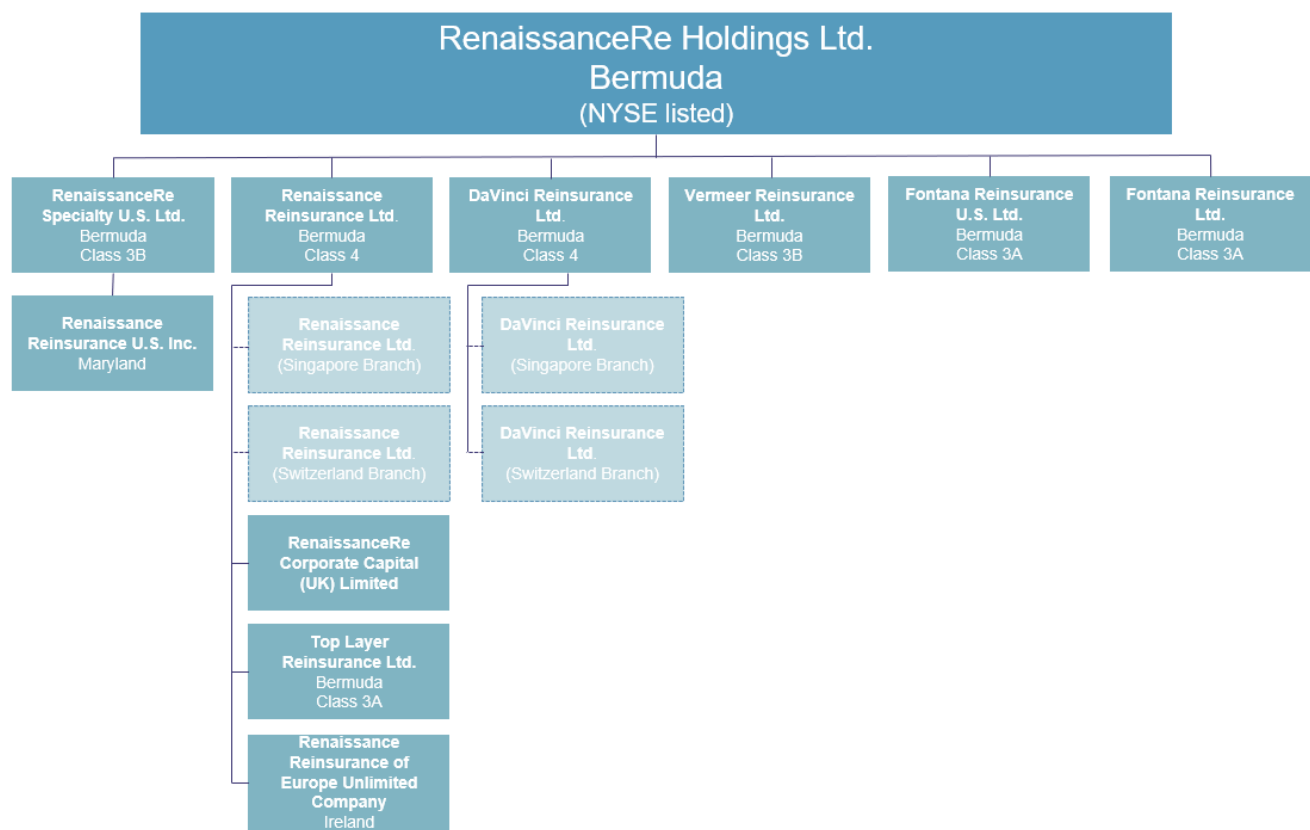 RenaissanceRe Holdings Ltd.
Bermuda
(NYSE listed)
RenaissanceRe
Specialty U.S. Ltd.
Bermuda
Class 3B
Renaissance
Reinsurance Ltd.
Bermuda
Class 4
DaVinci Reinsurance
Ltd.
Bermuda
Class 4
Vermeer Reinsurance
Ltd.
Bermuda
Class 3B
Fontana Reinsurance
U.S. Ltd.
Bermuda
Class 3A
Fontana Reinsurance
Ltd.
Bermuda
Class 3A
Renaissance
Reinsurance U.S. Inc.
Maryland
Renaissance
Reinsurance Ltd.
(Singapore Branch)
DaVinci Reinsurance
Ltd.
(Singapore Branch)
Renaissance
Reinsurance Ltd.
(Switzerland Branch)
DaVinci Reinsurance
Ltd.
(Switzerland Branch)
RenaissanceRe
Corporate Capital
(UK) Limited
Top Layer
Reinsurance Ltd.
Bermuda
Class 3A
Renaissance
Reinsurance of
Europe Unlimited
Company
Ireland